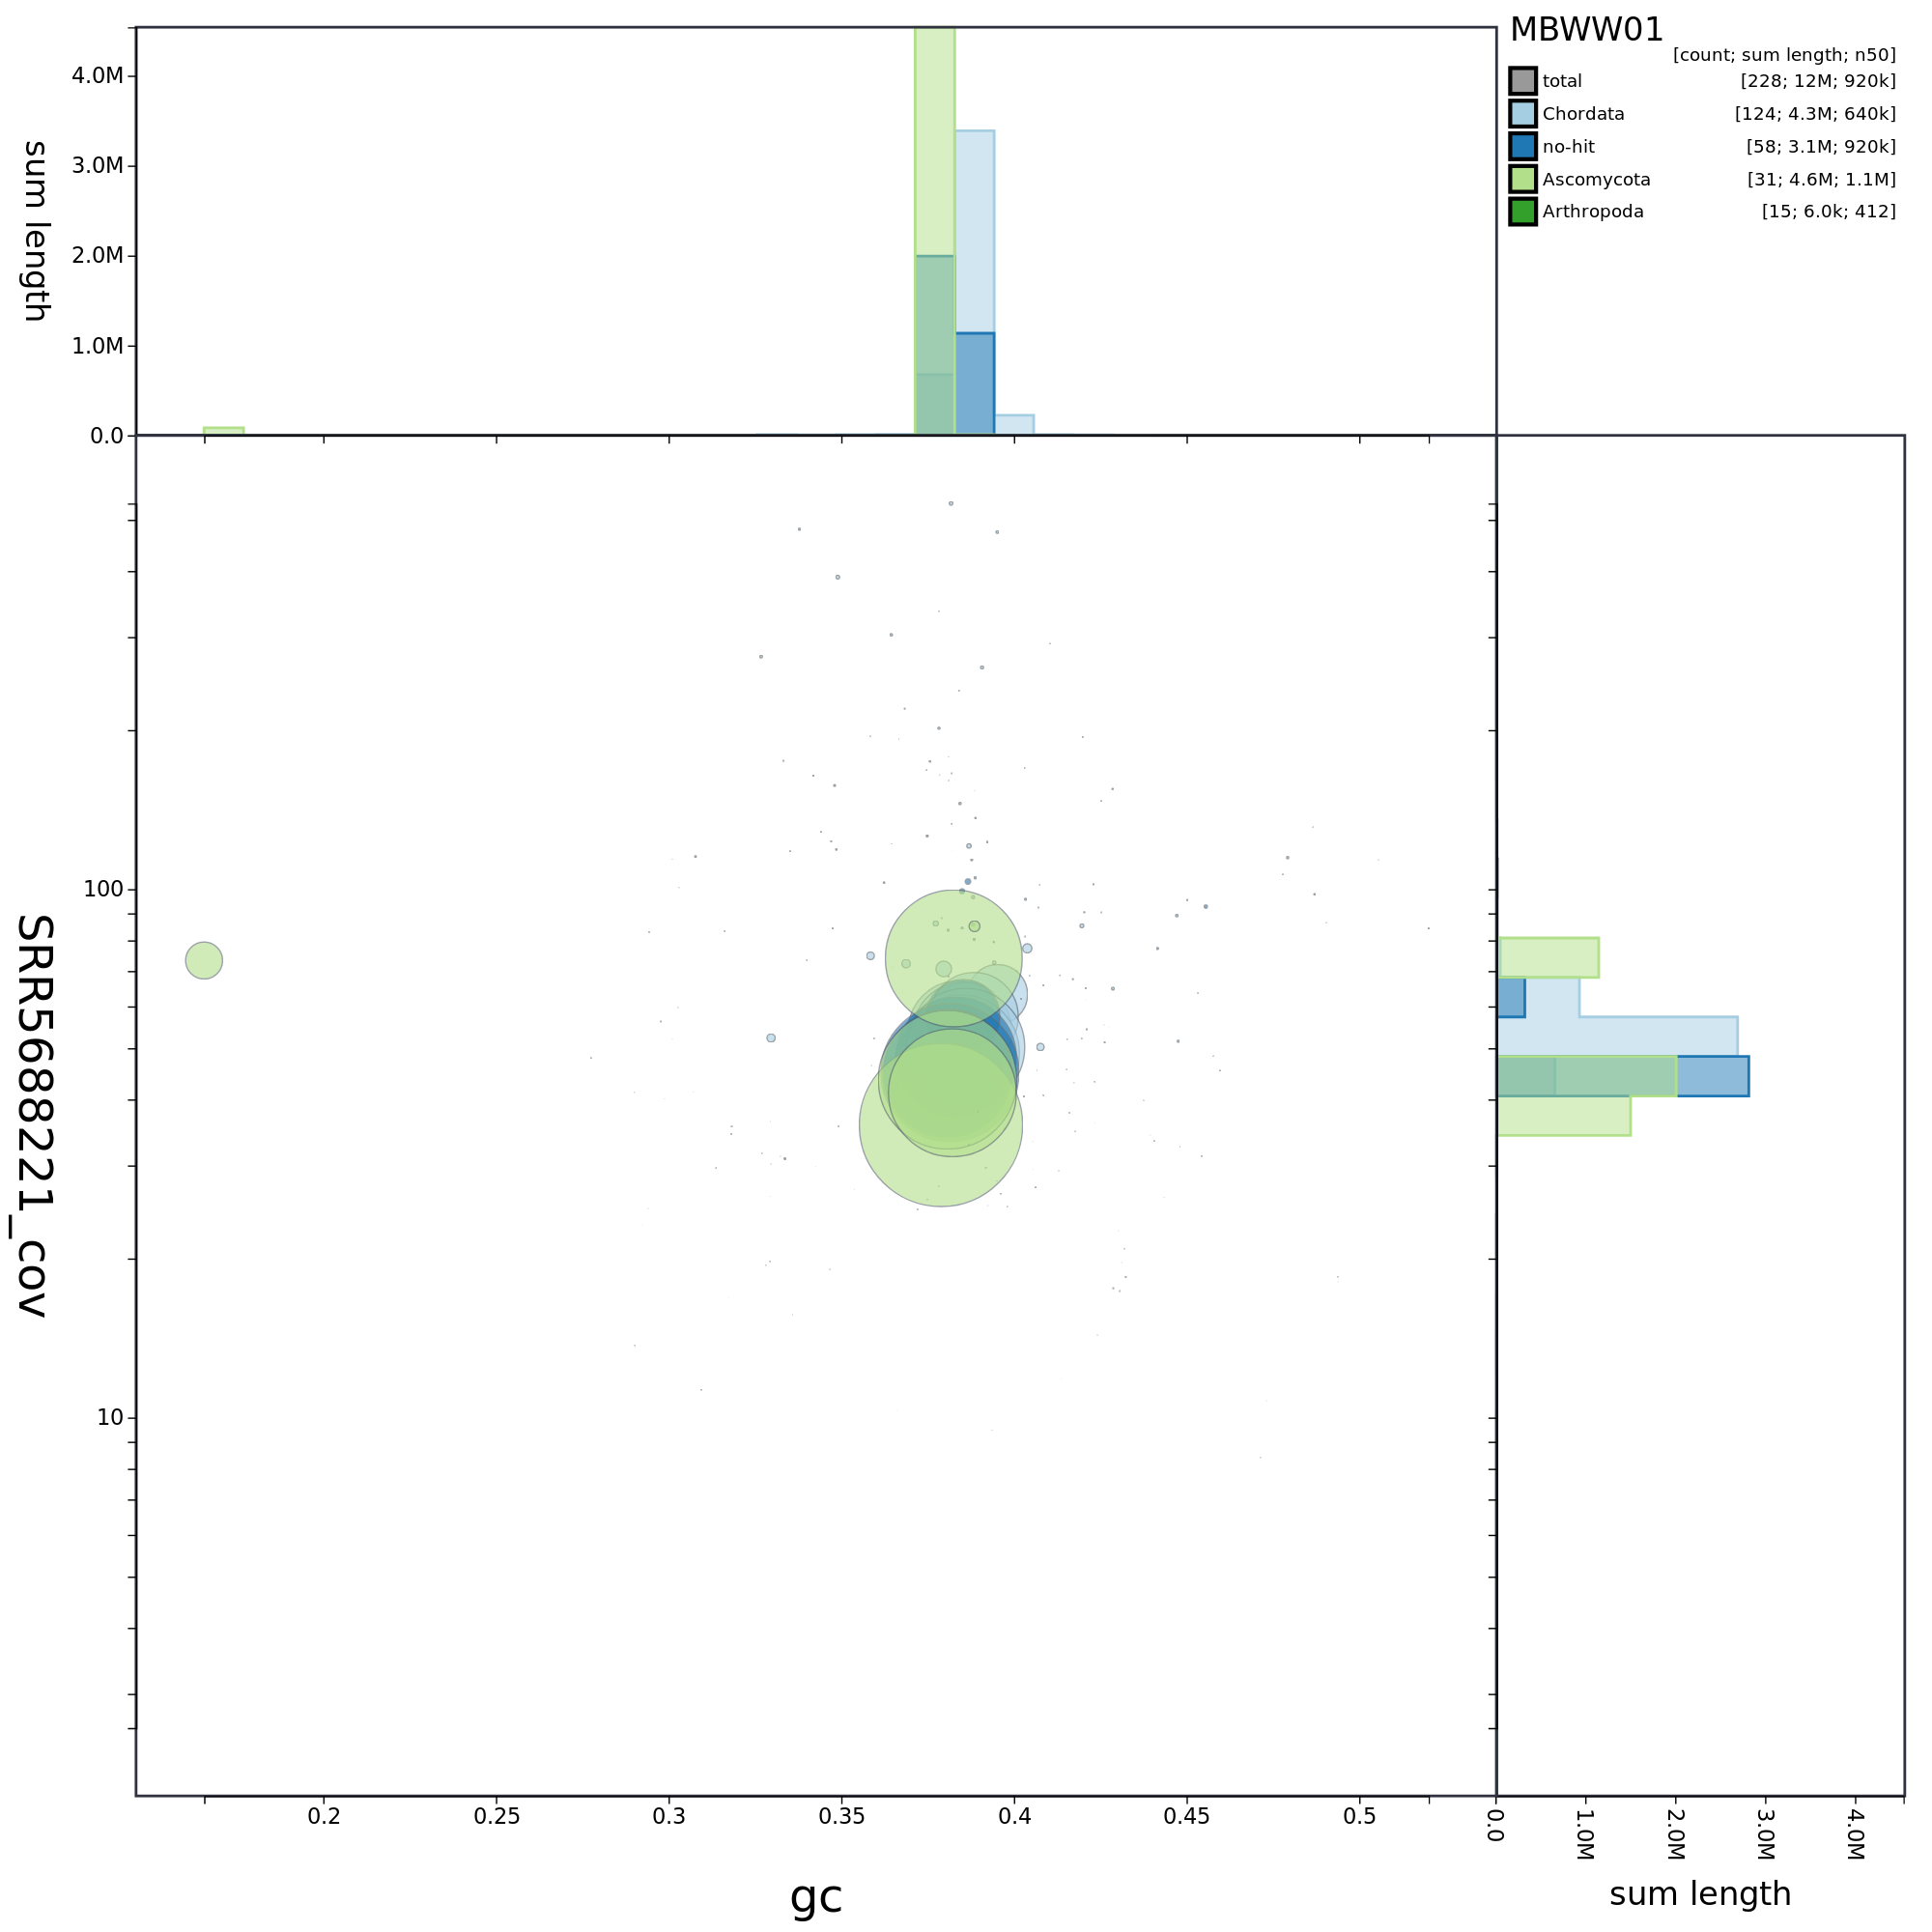 MBWW01
[count; sum length; n50]
total [228; 12M; 920k]
Chordata [124; 4.3M; 640k]
no-hit [58; 3.1M; 920k]
Ascomycota [31; 4.6M; 1.1M]
Arthropoda [15; 6.0k; 412]
sum length
4.0M
3.0M
2.0M
1.0M
0.0
SRR5688221_cov
100
10
0.2 0.25 0.3 0.35 0.4 0.45 0.5
gc
0.0 1.0M 2.0M 3.0M 4.0M
sum length